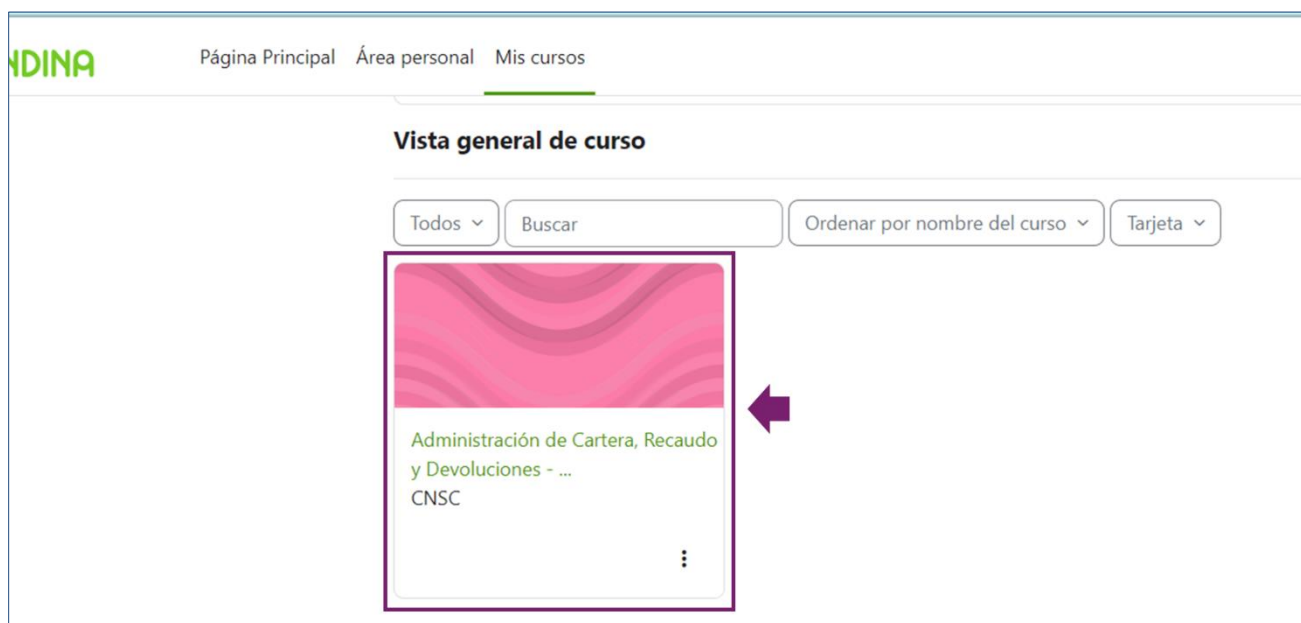 NDINA
Página Principal Área personal Mis cursos
Vista general de curso
Todos Buscar Ordenar por nombre del curso Tarjeta
Administración de Cartera, Recaudo
y Devoluciones - ...
CNSC